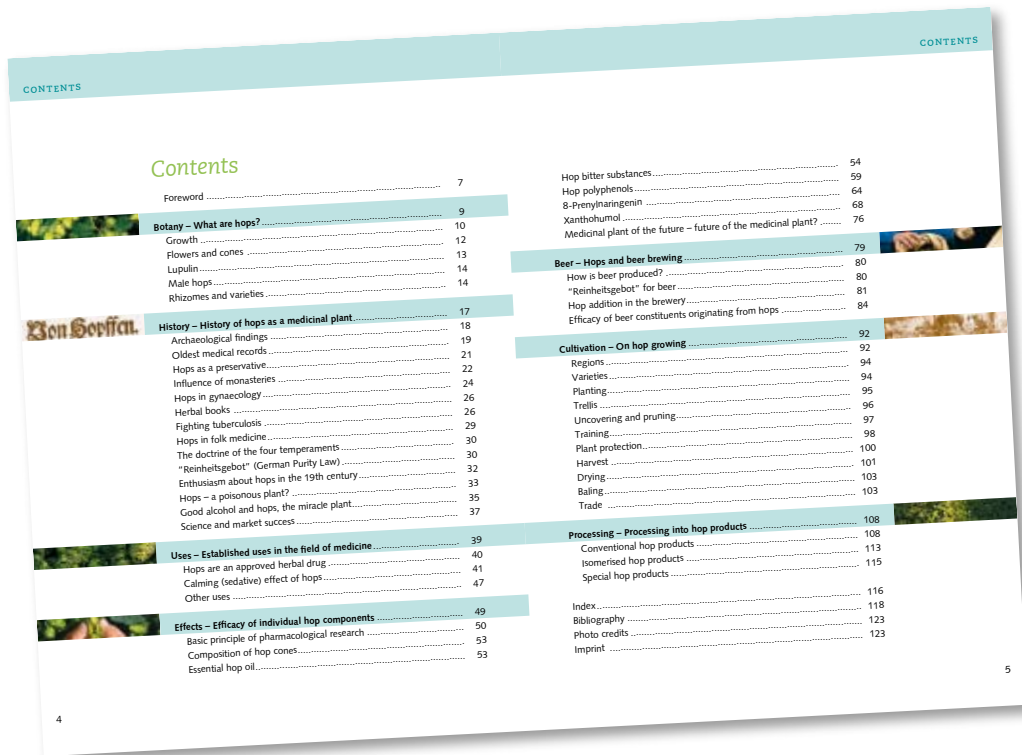 CONTENTS
Contents
Foreword 7
Botany – What are hops? 9
Growth 10
Flowers and cones 12
Lupulin 13
Male hops 14
Rhizomes and varieties 14
Von Hopffen.
History – History of hops as a medicinal plant 17
Archaeological findings 18
Oldest medical records 19
Hops as a preservative 21
Influence of monasteries 22
Hops in gynaecology 24
Herbal books 26
Fighting tuberculosis 26
Hops in folk medicine 29
The doctrine of the four temperaments 30
“Reinheitsgebot” (German Purity Law) 30
Enthusiasm about hops in the 19th century 32
Hops – a poisonous plant? 33
Good alcohol and hops, the miracle plant 35
Science and market success 37
Uses – Established uses in the field of medicine 39
Hops are an approved herbal drug 40
Calming (sedative) effect of hops 41
Other uses 47
Effects – Efficacy of individual hop components 49
Basic principle of pharmacological research 50
Composition of hop cones 53
Essential hop oil 53
4
CONTENTS
Hop bitter substances 54
Hop polyphenols 59
8-Prenylnaringenin 64
Xanthohumol 68
Medicinal plant of the future – future of the medicinal plant? 76
Beer – Hops and beer brewing 79
How is beer produced? 80
“Reinheitsgebot” for beer 80
Hop addition in the brewery 81
Efficacy of beer constituents originating from hops 84
Cultivation – On hop growing 92
Regions 92
Varieties 94
Planting 94
Trellis 95
Uncovering and pruning 96
Training 97
Plant protection 98
Harvest 100
Drying 101
Baling 103
Trade 103
Processing – Processing into hop products 108
Conventional hop products 108
Isomerised hop products 113
Special hop products 115
Index 116
Bibliography 118
Photo credits 123
Imprint 123
5